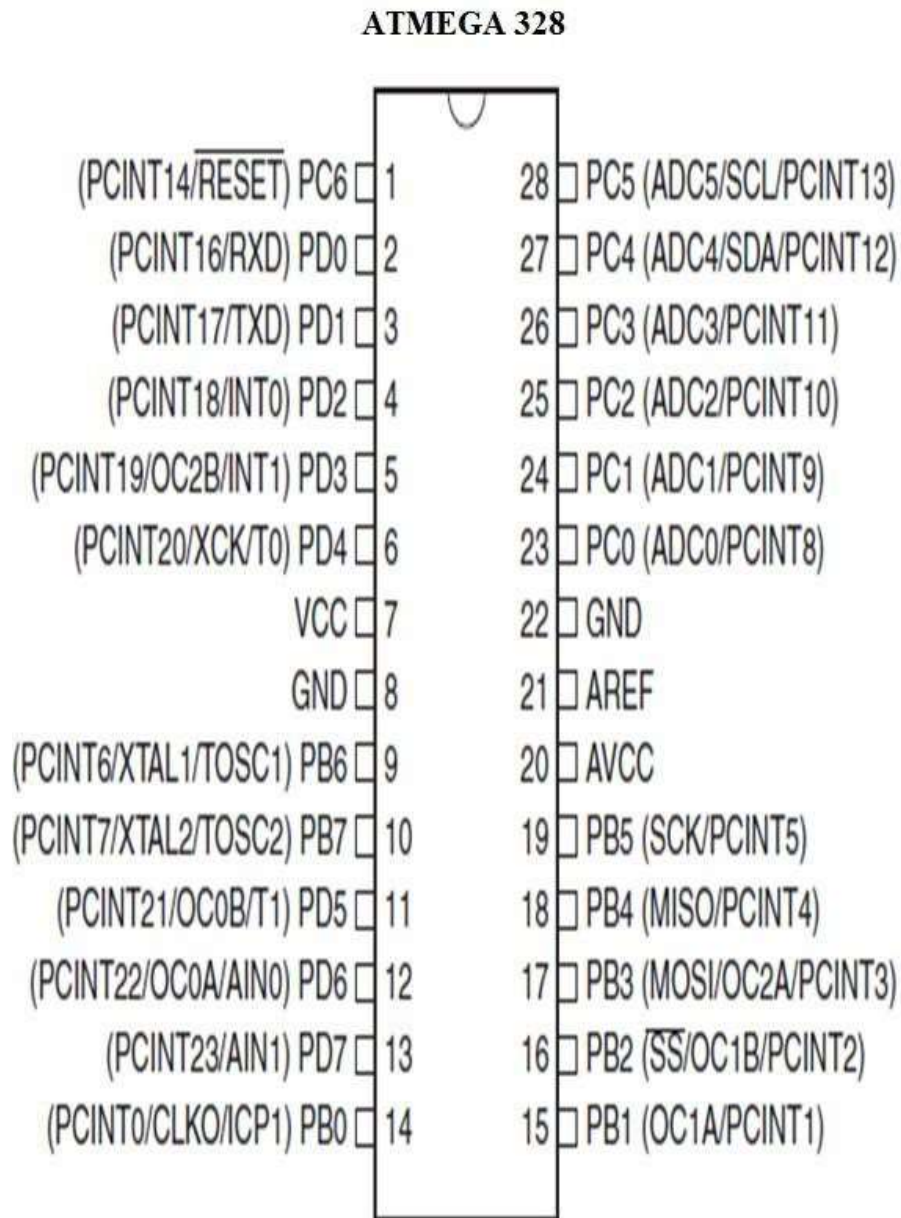 ATMEGA 328
(PCINT14/RESET) PC6 1 28 PC5 (ADC5/SCL/PCINT13)
(PCINT16/RXD) PD0 2 27 PC4 (ADC4/SDA/PCINT12)
(PCINT17/TXD) PD1 3 26 PC3 (ADC3/PCINT11)
(PCINT18/INT0) PD2 4 25 PC2 (ADC2/PCINT10)
(PCINT19/OC2B/INT1) PD3 5 24 PC1 (ADC1/PCINT9)
(PCINT20/XCK/T0) PD4 6 23 PC0 (ADC0/PCINT8)
VCC 7 22 GND
GND 8 21 AREF
(PCINT6/XTAL1/TOSC1) PB6 9 20 AVCC
(PCINT7/XTAL2/TOSC2) PB7 10 19 PB5 (SCK/PCINT5)
(PCINT21/OC0B/T1) PD5 11 18 PB4 (MISO/PCINT4)
(PCINT22/OC0A/AIN0) PD6 12 17 PB3 (MOSI/OC2A/PCINT3)
(PCINT23/AIN1) PD7 13 16 PB2 (SS/OC1B/PCINT2)
(PCINT0/CLKO/ICP1) PB0 14 15 PB1 (OC1A/PCINT1)